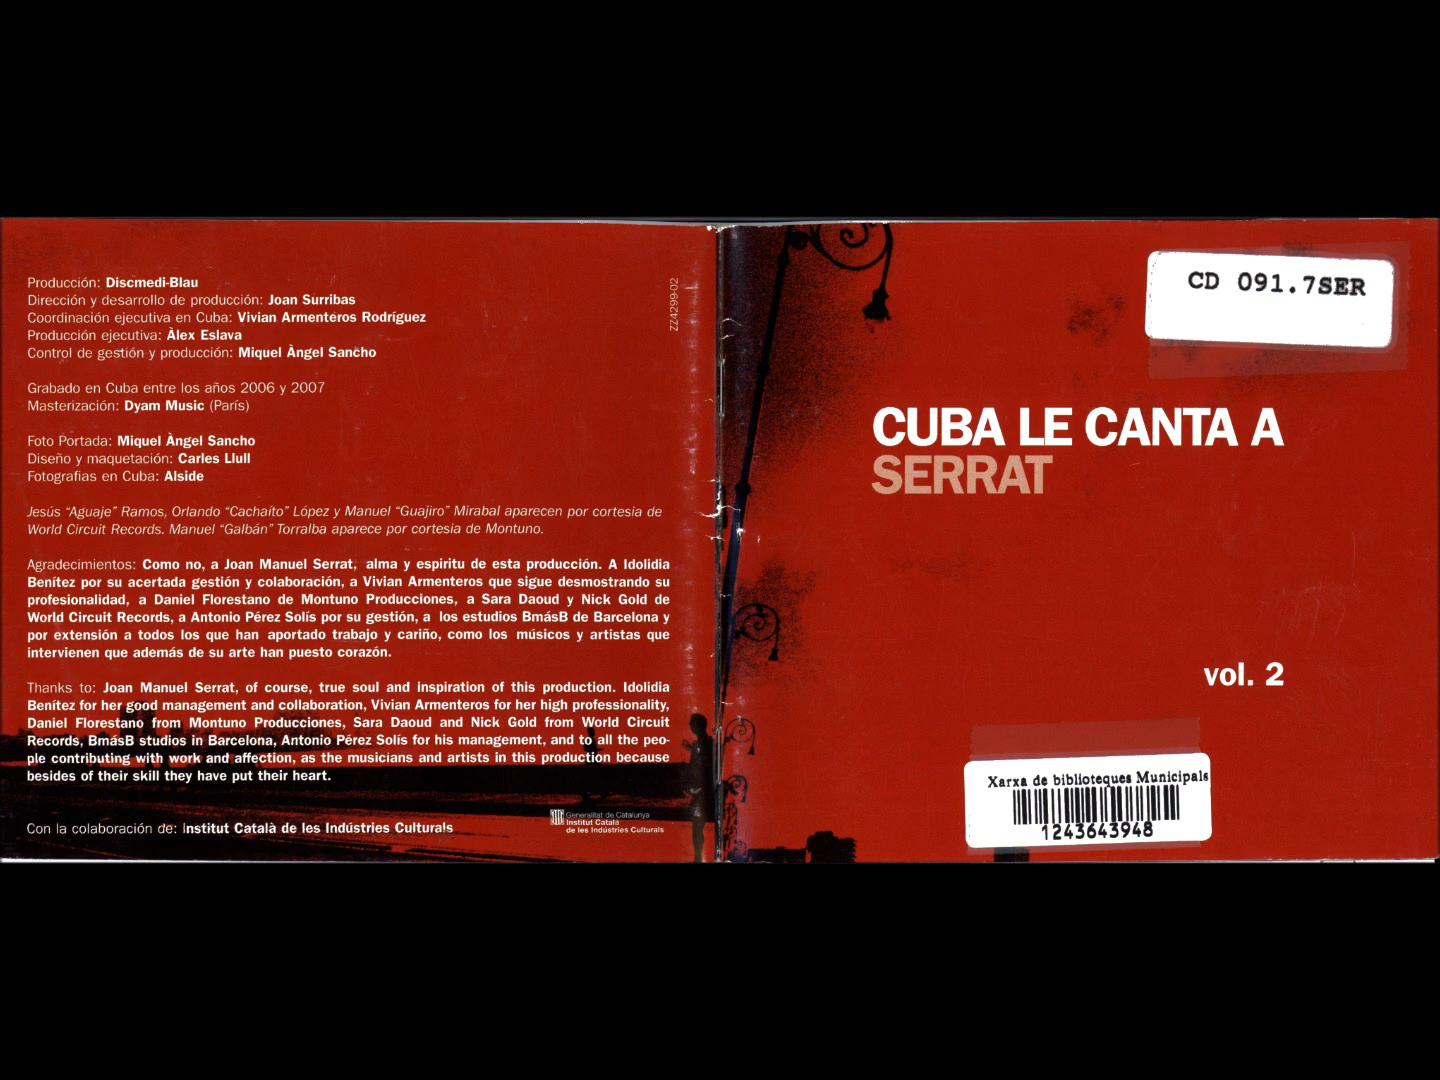 Producción: Discmedi-Blau
Dirección y desarrollo de producción: Joan Surribas
Coordinación ejecutiva en Cuba: Vivian Armenteros Rodríguez
Producción ejecutiva: Àlex Eslava
Control de gestión y producción: Miquel Àngel Sancho
Grabado en Cuba entre los años 2006 y 2007
Masterización: Dyam Music (París)
Foto Portada: Miquel Àngel Sancho
Diseño y maquetación: Carles Llull
Fotografias en Cuba: Alside
Jesús “Aguaje” Ramos, Orlando “Cachaíto” López y Manuel “Guajiro” Mirabal aparecen por cortesia de
World Circuit Records. Manuel “Galbán” Torralba aparece por cortesia de Montuno.
Agradecimientos: Como no, a Joan Manuel Serrat, alma y espiritu de esta producción. A Idolidia
Benítez por su acertada gestión y colaboración, a Vivian Armenteros que sigue desmostrando su
profesionalidad, a Daniel Florestano de Montuno Producciones, a Sara Daoud y Nick Gold de
World Circuit Records, a Antonio Pérez Solís por su gestión, a los estudios BmásB de Barcelona y
por extensión a todos los que han aportado trabajo y cariño, como los músicos y artistas que
intervienen que además de su arte han puesto corazón.
Thanks to: Joan Manuel Serrat, of course, true soul and inspiration of this production. Idolidia
Benítez for her good management and collaboration, Vivian Armenteros for her high professionality,
Daniel Florestano from Montuno Producciones, Sara Daoud and Nick Gold from World Circuit
Records, BmásB studios in Barcelona, Antonio Pérez Solís for his management, and to all the peo-
ple contributing with work and affection, as the musicians and artists in this production because
besides of their skill they have put their heart.
Con la colaboración de: Institut Català de les Indústries Culturals
Generalitat de Catalunya
Institut Català
de les Indústries Culturals
ZZ4299-02
CD 091.7SER
CUBA LE CANTA A
SERRAT
vol. 2
Xarxa de biblioteques Municipals
1243643948